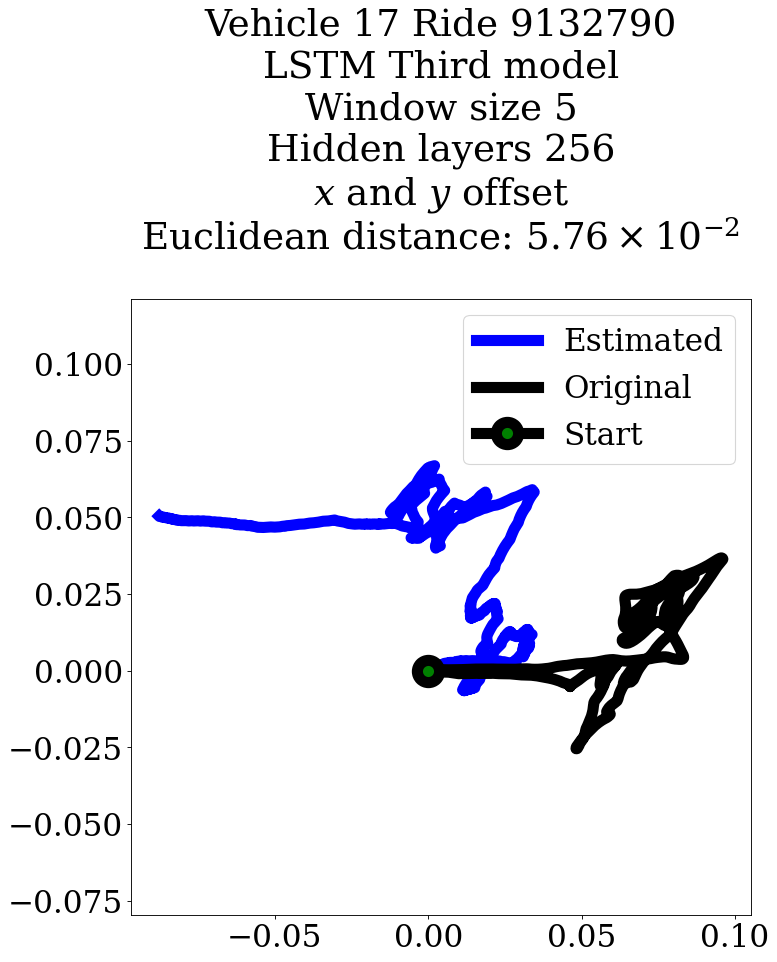 Vehicle 17 Ride 9132790
LSTM Third model
Window size 5
Hidden layers 256
x and y offset
Euclidean distance: 5.76 × 10⁻²
Estimated
Original
Start
0.100
0.075
0.050
0.025
0.000
−0.025
−0.050
−0.075
−0.05 0.00 0.05 0.10